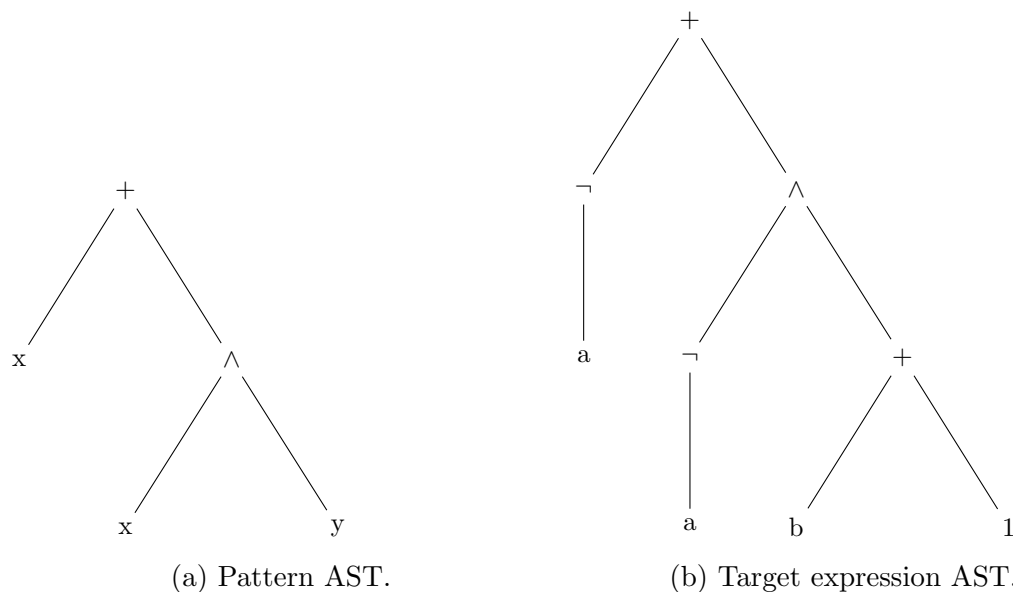 +
+
¬
∧
x
∧
a
¬
+
x
y
a
b
1
(a) Pattern AST.
(b) Target expression AST.